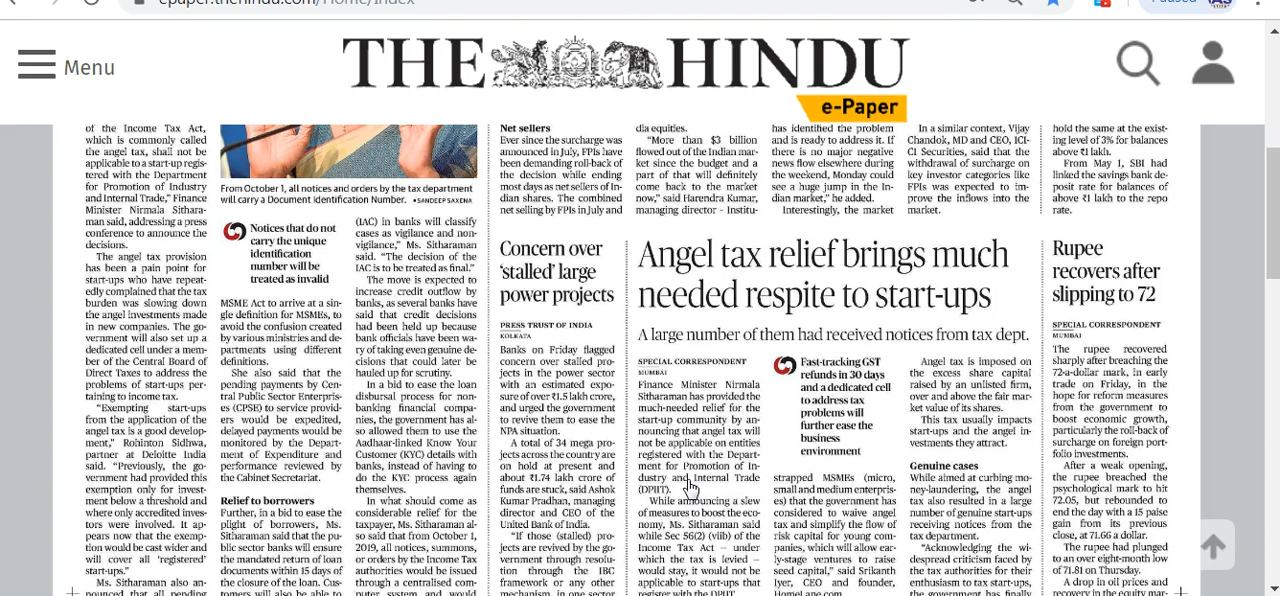 epaper.thehindu.com/Home/Index
Paused
Menu
THE HINDU
e-Paper
of the Income Tax Act,
which is commonly called
the angel tax, shall not be
applicable to a start-up regis-
tered with the Department
for Promotion of Industry
and Internal Trade," Finance
Minister Nirmala Sithara-
man said, addressing a press
conference to announce the
decisions.
The angel tax provision
has been a pain point for
start-ups who have repeat-
edly complained that the tax
burden was slowing down
the angel investments made
in new companies. The go-
vernment will also set up a
dedicated cell under a mem-
ber of the Central Board of
Direct Taxes to address the
problems of start-ups per-
taining to income tax.
"Exempting start-ups
from the application of the
angel tax is a good develop-
ment," Rohinton Sidhwa,
partner at Deloitte India
said. "Previously, the go-
vernment had provided this
exemption only for invest-
ment below a threshold and
where only accredited inves-
tors were involved. It ap-
pears now that the exemp-
tion would be cast wider and
will cover all 'registered'
start-ups."
Ms. Sitharaman also an-
nounced that all pending
From October 1, all notices and orders by the tax department
will carry a Document Identification Number. •SANDEEP SAXENA
Notices that do not
carry the unique
identification
number will be
treated as invalid
MSME Act to arrive at a sin-
gle definition for MSMEs, to
avoid the confusion created
by various ministries and de-
partments using different
definitions.
She also said that the
pending payments by Cen-
tral Public Sector Enterpris-
es (CPSE) to service provid-
ers would be expedited,
delayed payments would be
monitored by the Depart-
ment of Expenditure and
performance reviewed by
the Cabinet Secretariat.
Relief to borrowers
Further, in a bid to ease the
plight of borrowers, Ms.
Sitharaman said that the pu-
blic sector banks will ensure
the mandated return of loan
documents within 15 days of
the closure of the loan. Cus-
tomers will also be able to
(IAC) in banks will classify
cases as vigilance and non-
vigilance," Ms. Sitharaman
said. "The decision of the
IAC is to be treated as final."
The move is expected to
increase credit outflow by
banks, as several banks have
said that credit decisions
had been held up because
bank officials have been wa-
ry of taking even genuine de-
cisions that could later be
hauled up for scrutiny.
In a bid to ease the loan
disbursal process for non-
banking financial compa-
nies, the government has al-
so allowed them to use the
Aadhaar-linked Know Your
Customer (KYC) details with
banks, instead of having to
do the KYC process again
themselves.
In what should come as
considerable relief for the
taxpayer, Ms. Sitharaman al-
so said that from October 1,
2019, all notices, summons,
or orders by the Income Tax
authorities would be issued
through a centralised com-
puter system and would
Net sellers
Ever since the surcharge was
announced in July, FPIs have
been demanding roll-back of
the decision while ending
most days as net sellers of In-
dian shares. The combined
net selling by FPIs in July and
dia equities.
"More than $3 billion
flowed out of the Indian mar-
ket since the budget and a
part of that will definitely
come back to the market
now," said Harendra Kumar,
managing director - Institu-
has identified the problem
and is ready to address it. If
there is no major negative
news flow elsewhere during
the weekend, Monday could
see a huge jump in the In-
dian market," he added.
Interestingly, the market
In a similar context, Vijay
Chandok, MD and CEO, ICI-
CI Securities, said that the
withdrawal of surcharge on
key investor categories like
FPIs was expected to im-
prove the inflows into the
market.
hold the same at the exist-
ing level of 3% for balances
above ₹1 lakh.
From May 1, SBI had
linked the savings bank de-
posit rate for balances of
above ₹1 lakh to the repo
rate.
Concern over
'stalled' large
power projects
PRESS TRUST OF INDIA
KOLKATA
Banks on Friday flagged
concern over stalled pro-
jects in the power sector
with an estimated expo-
sure of over ₹1.5 lakh crore,
and urged the government
to revive them to ease the
NPA situation.
A total of 34 mega pro-
jects across the country are
on hold at present and
about ₹1.74 lakh crore of
funds are stuck, said Ashok
Kumar Pradhan, managing
director and CEO of the
United Bank of India.
"If those (stalled) pro-
jects are revived by the go-
vernment through resolu-
tion through the IBC
framework or any other
mechanism, in one sector
Angel tax relief brings much
needed respite to start-ups
A large number of them had received notices from tax dept.
SPECIAL CORRESPONDENT
MUMBAI
Finance Minister Nirmala
Sitharaman has provided the
much-needed relief for the
start-up community by an-
nouncing that angel tax will
not be applicable on entities
registered with the Depart-
ment for Promotion of In-
dustry and Internal Trade
(DPIIT).
While announcing a slew
of measures to boost the eco-
nomy, Ms. Sitharaman said
while Sec 56(2) (viib) of the
Income Tax Act – under
which the tax is levied –
would stay, it would not be
applicable to start-ups that
register with the DPIIT
Fast-tracking GST
refunds in 30 days
and a dedicated cell
to address tax
problems will
further ease the
business
environment
strapped MSMEs (micro,
small and medium enterpris-
es) that the government has
considered to waive angel
tax and simplify the flow of
risk capital for young com-
panies, which will allow ear-
ly-stage ventures to raise
seed capital," said Srikanth
Iyer, CEO and founder,
HomeLane.com
Angel tax is imposed on
the excess share capital
raised by an unlisted firm,
over and above the fair mar-
ket value of its shares.
This tax usually impacts
start-ups and the angel in-
vestments they attract.
Genuine cases
While aimed at curbing mo-
ney-laundering, the angel
tax also resulted in a large
number of genuine start-ups
receiving notices from the
tax department.
"Acknowledging the wi-
despread criticism faced by
the tax authorities for their
enthusiasm to tax start-ups,
the government has finally
Rupee
recovers after
slipping to 72
SPECIAL CORRESPONDENT
MUMBAI
The rupee recovered
sharply after breaching the
72-a-dollar mark, in early
trade on Friday, in the
hope for reform measures
from the government to
boost economic growth,
particularly the roll-back of
surcharge on foreign port-
folio investments.
After a weak opening,
the rupee breached the
psychological mark to hit
72.05, but rebounded to
end the day with a 15 paise
gain from its previous
close, at 71.66 a dollar.
The rupee had plunged
to an over eight-month low
of 71.81 on Thursday.
A drop in oil prices and
recovery in the equity mar-